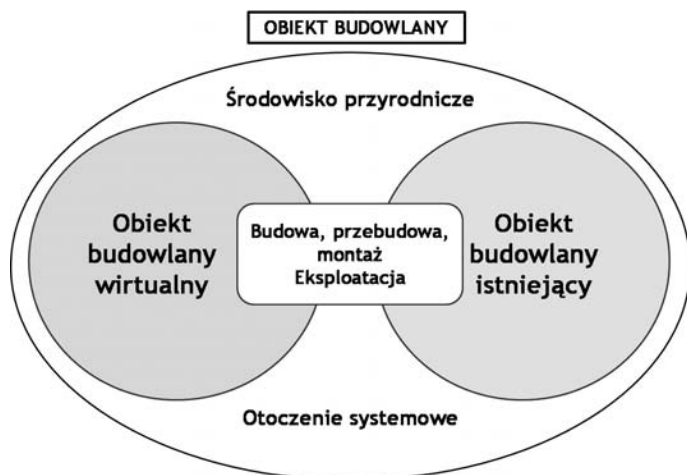 OBIEKT BUDOWLANY
Środowisko przyrodnicze
Obiekt
budowlany
wirtualny
Budowa, przebudowa,
montaż
Eksploatacja
Obiekt
budowlany
istniejący
Otoczenie systemowe